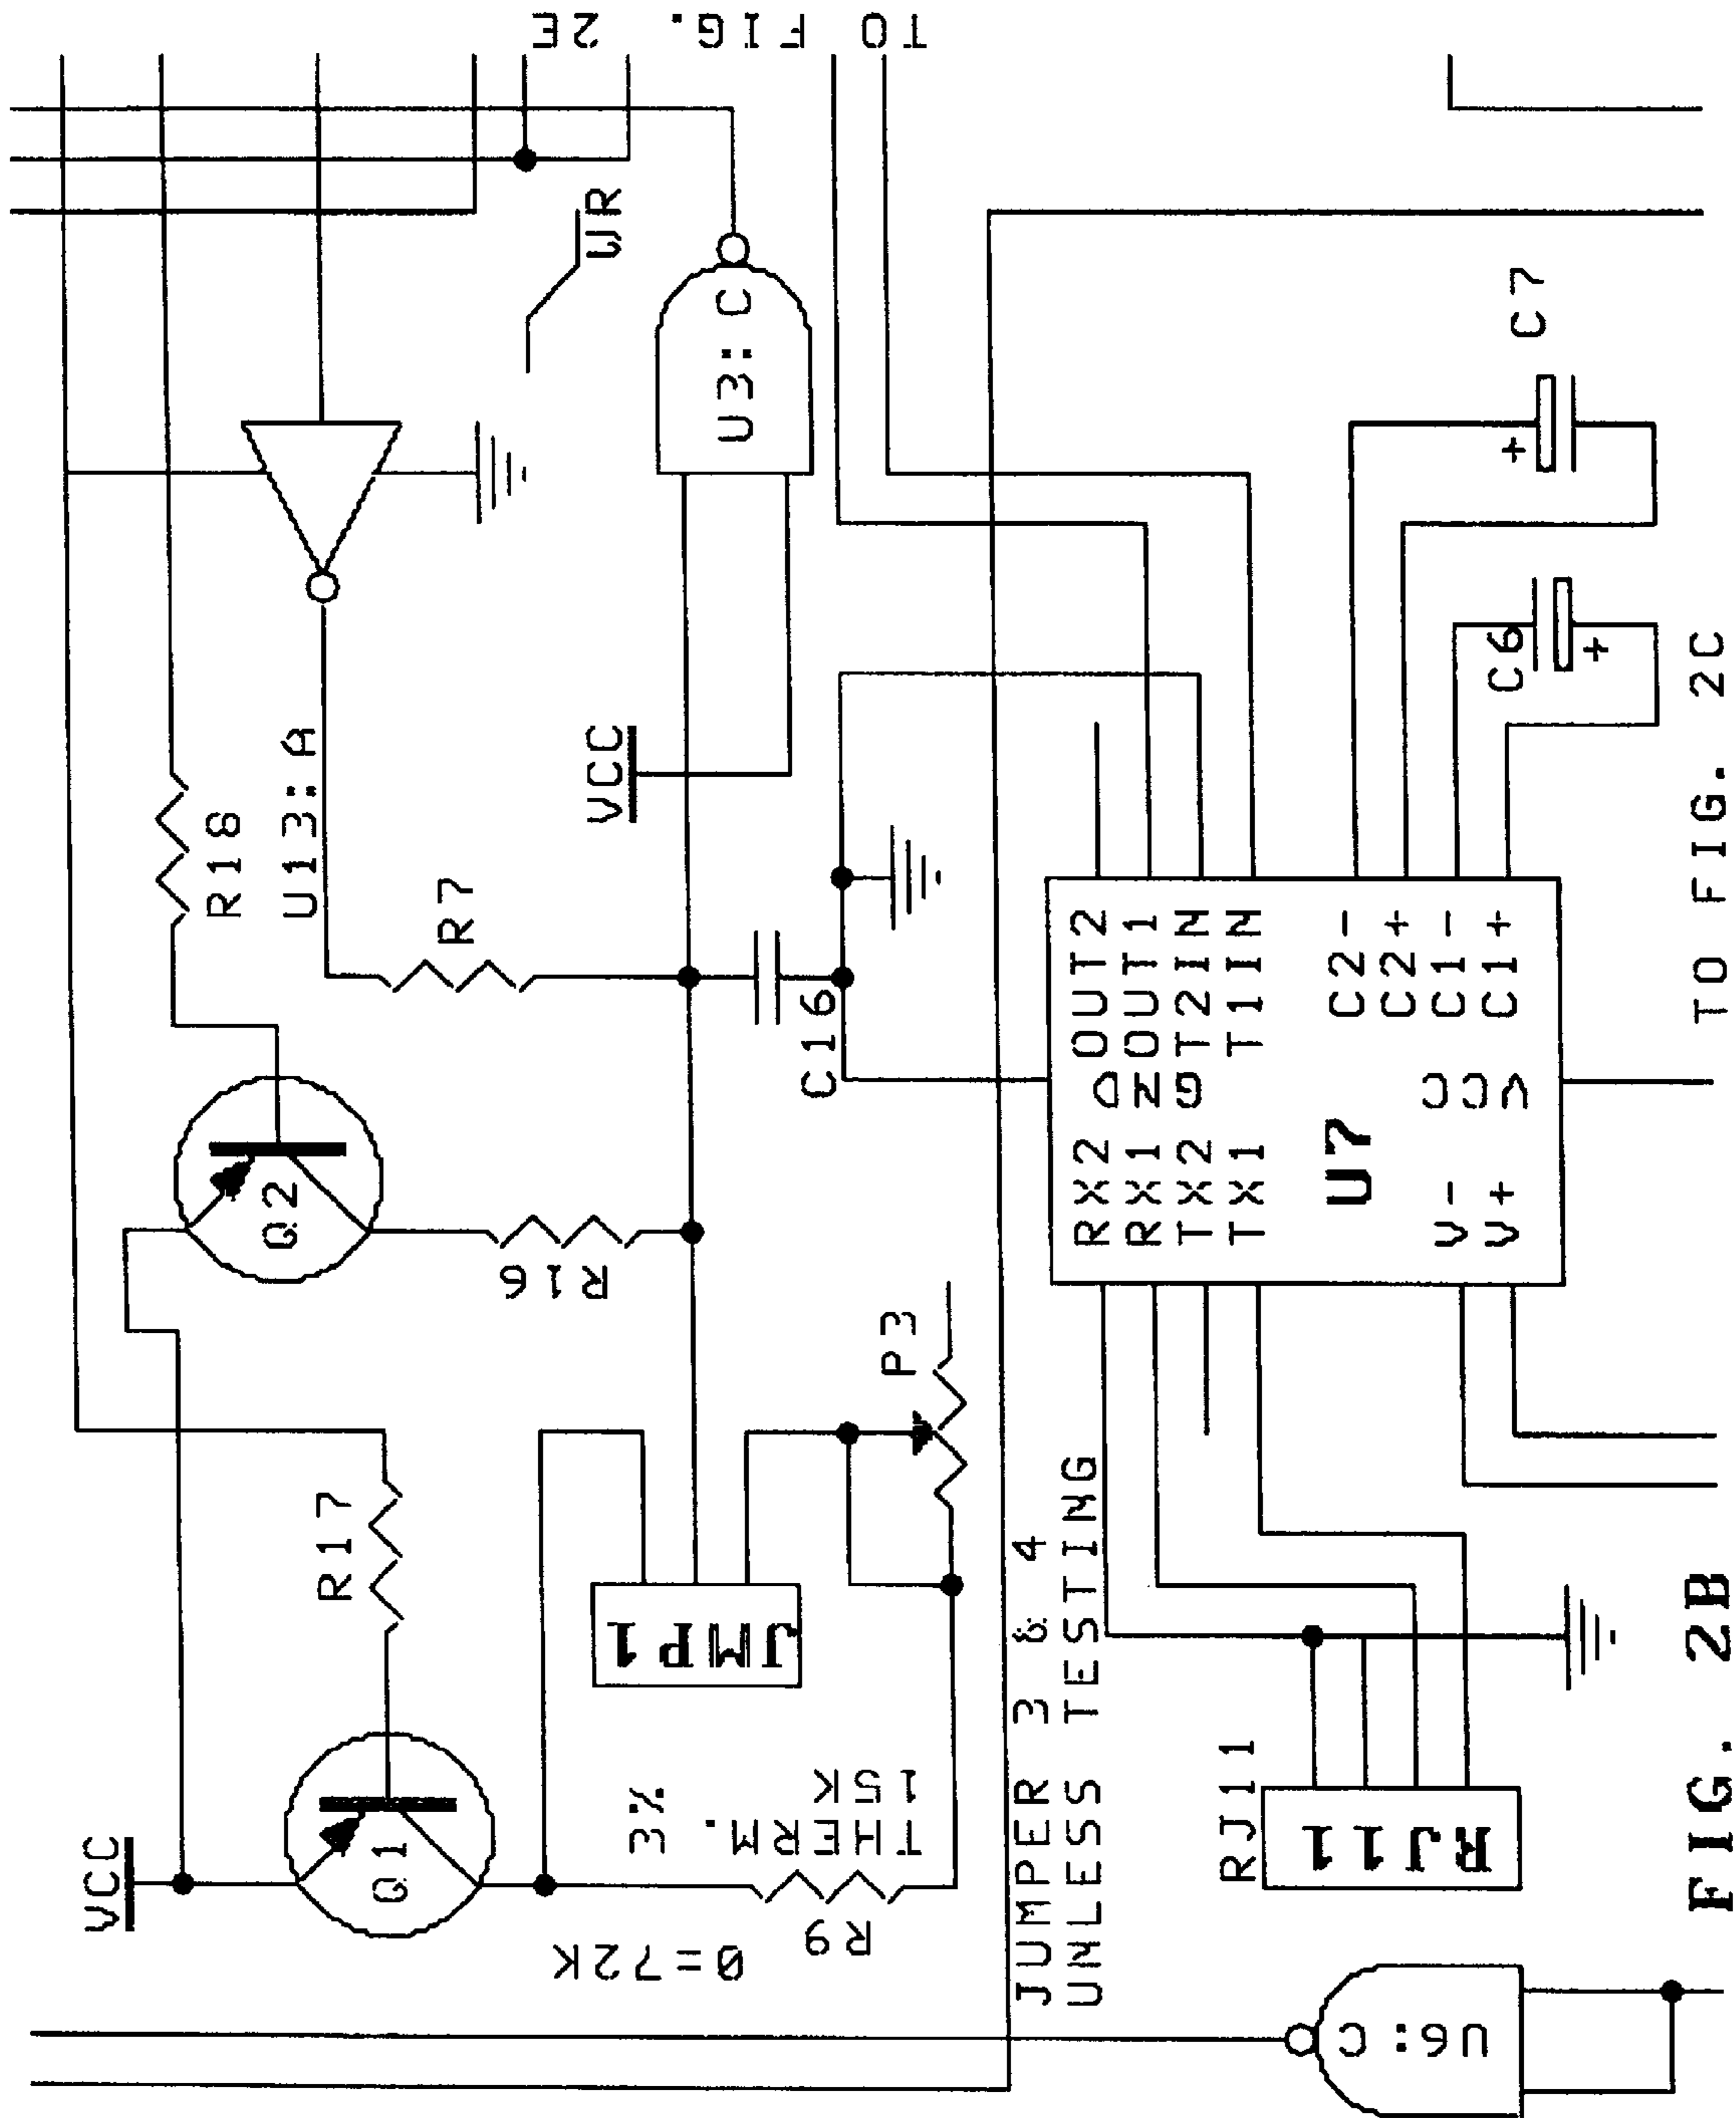 TO FIG. 2E
WR
U3:C
C7
R18
U13:A
VCC
R7
C6
C16
TO FIG. 2C
Q2
R16
RX2 OUT2
RX1 OUT1
TX2 T2IN
TX1 T1IN
GND
U7
C2-
C2+
V- C1-
V+ C1+
VCC
P3
R17
JMP1
VCC
Q1
3%
THERM.
15K
R9
0=72K
JUMPER 3 & 4
UNLESS TESTING
RJ11
RJ11
U6:C
FIG. 2B